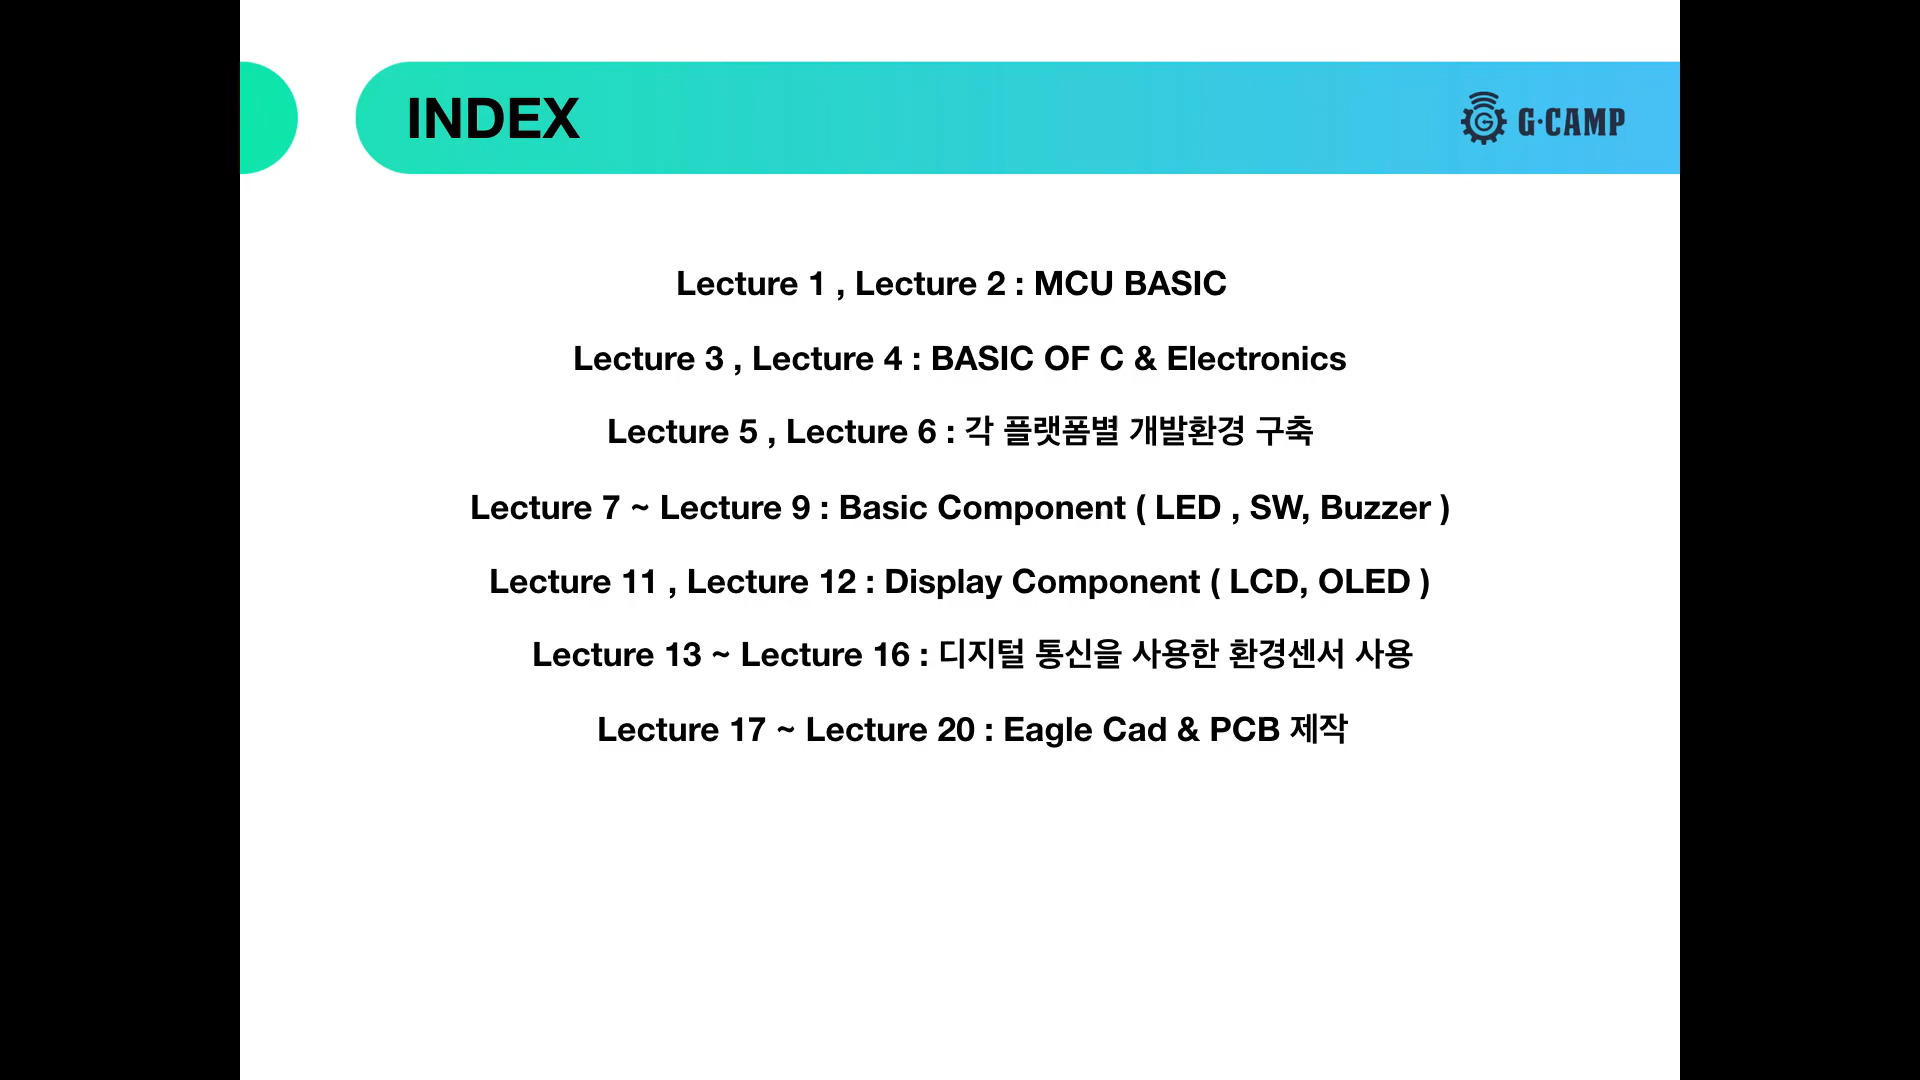 INDEX
G·CAMP
Lecture 1 , Lecture 2 : MCU BASIC
Lecture 3 , Lecture 4 : BASIC OF C & Electronics
Lecture 5 , Lecture 6 : 각 플랫폼별 개발환경 구축
Lecture 7 ~ Lecture 9 : Basic Component ( LED , SW, Buzzer )
Lecture 11 , Lecture 12 : Display Component ( LCD, OLED )
Lecture 13 ~ Lecture 16 : 디지털 통신을 사용한 환경센서 사용
Lecture 17 ~ Lecture 20 : Eagle Cad & PCB 제작